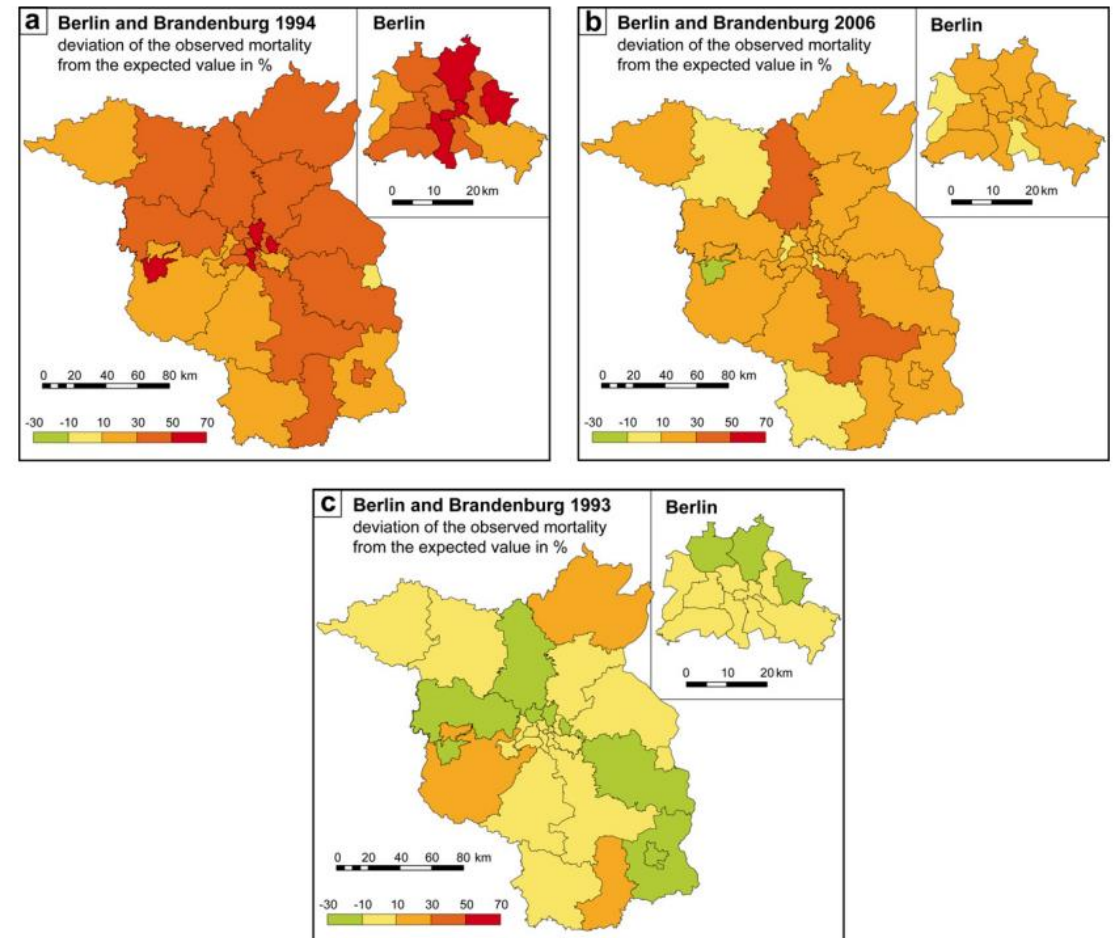 a Berlin and Brandenburg 1994
deviation of the observed mortality
from the expected value in %
Berlin
0 10 20 km
0 20 40 60 80 km
-30 -10 10 30 50 70
b Berlin and Brandenburg 2006
deviation of the observed mortality
from the expected value in %
Berlin
0 10 20 km
0 20 40 60 80 km
-30 -10 10 30 50 70
c Berlin and Brandenburg 1993
deviation of the observed mortality
from the expected value in %
Berlin
0 10 20 km
0 20 40 60 80 km
-30 -10 10 30 50 70